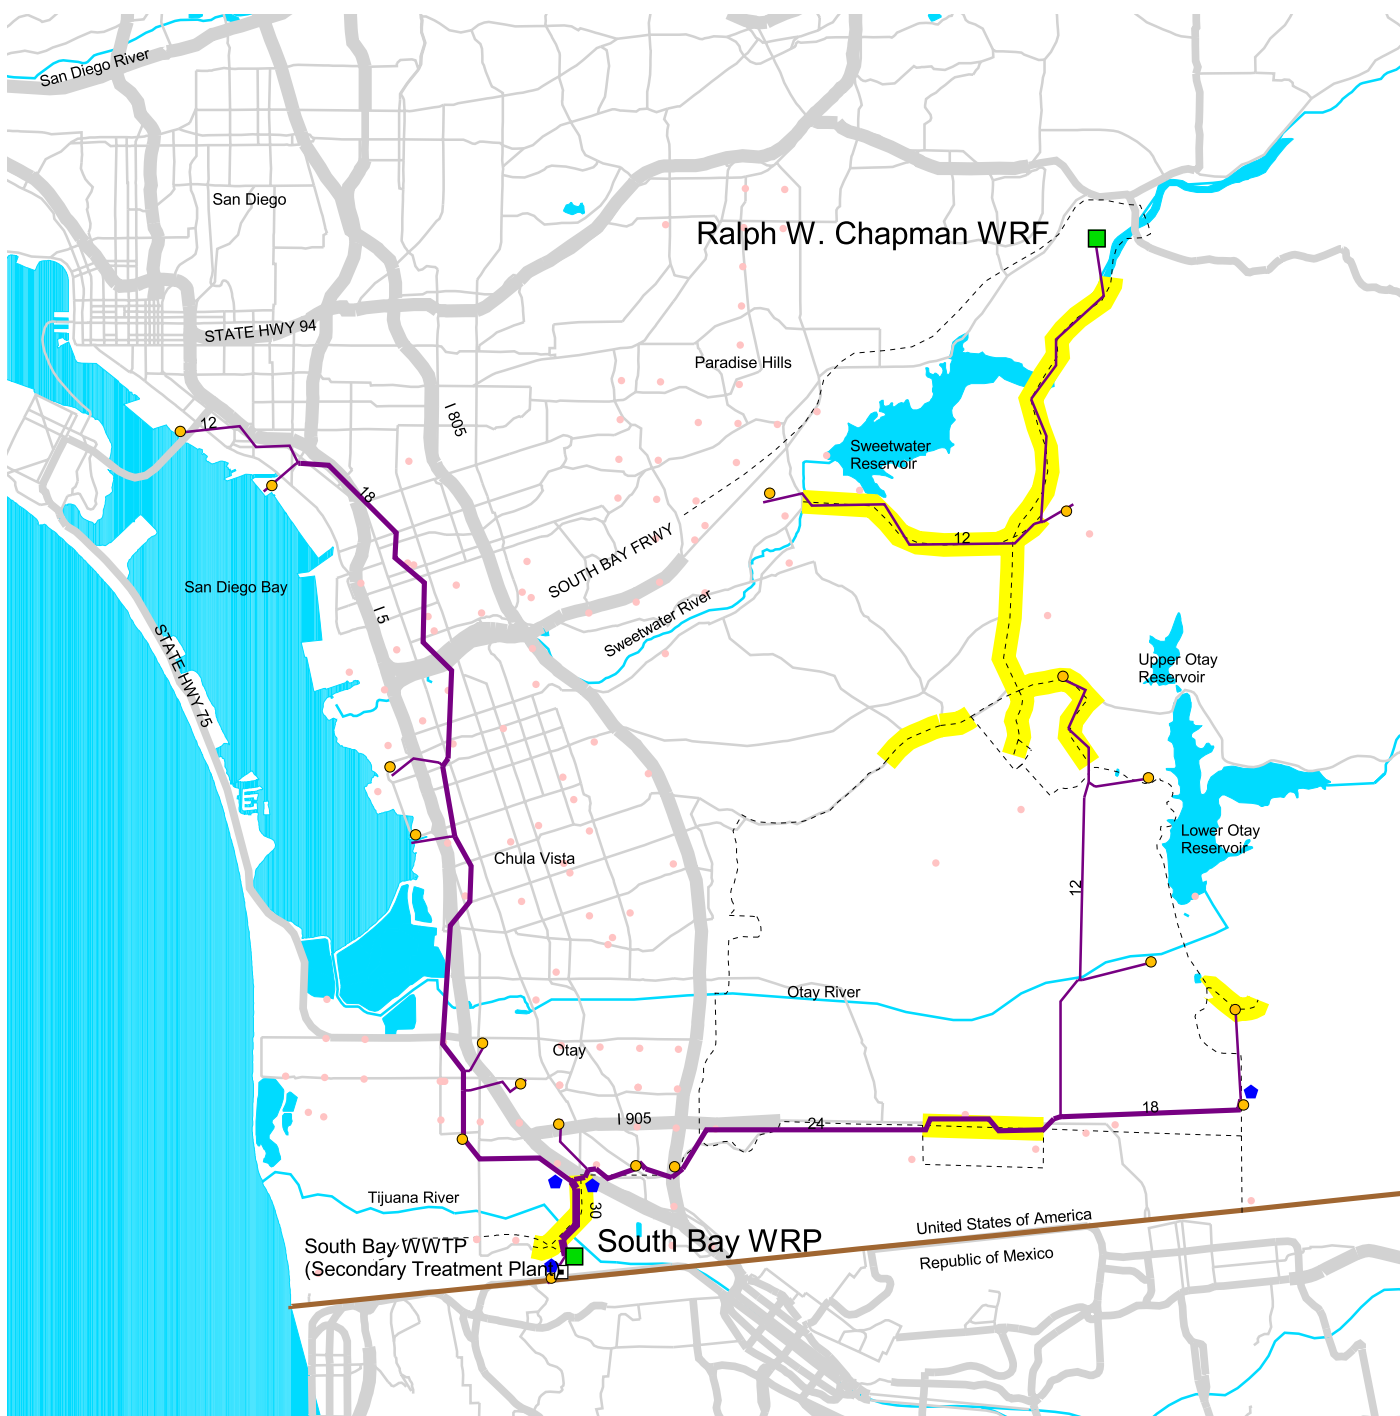 San Diego River
San Diego
Ralph W. Chapman WRF
STATE HWY 94
Paradise Hills
I 805
12
Sweetwater
Reservoir
18
12
SOUTH BAY FRWY
San Diego Bay
I 5
Sweetwater River
STATE HWY 75
Upper Otay
Reservoir
Lower Otay
Reservoir
Chula Vista
12
Otay River
Otay
I 905
24
18
Tijuana River
30
United States of America
South Bay WRP
South Bay WWTP
(Secondary Treatment Plant)
Republic of Mexico